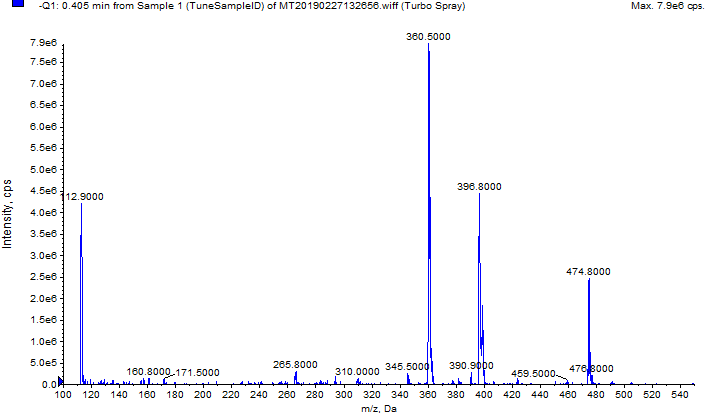 -Q1: 0.405 min from Sample 1 (TuneSampleID) of MT20190227132656.wiff (Turbo Spray) Max. 7.9e6 cps.
7.9e6
7.5e6
7.0e6
6.5e6
6.0e6
5.5e6
5.0e6
4.5e6
4.0e6
3.5e6
3.0e6
2.5e6
2.0e6
1.5e6
1.0e6
5.0e5
0.0
Intensity, cps
360.5000
112.9000
396.8000
474.8000
160.8000
171.5000
265.8000
310.0000
345.5000
390.9000
459.5000
476.8000
100 120 140 160 180 200 220 240 260 280 300 320 340 360 380 400 420 440 460 480 500 520 540
m/z, Da